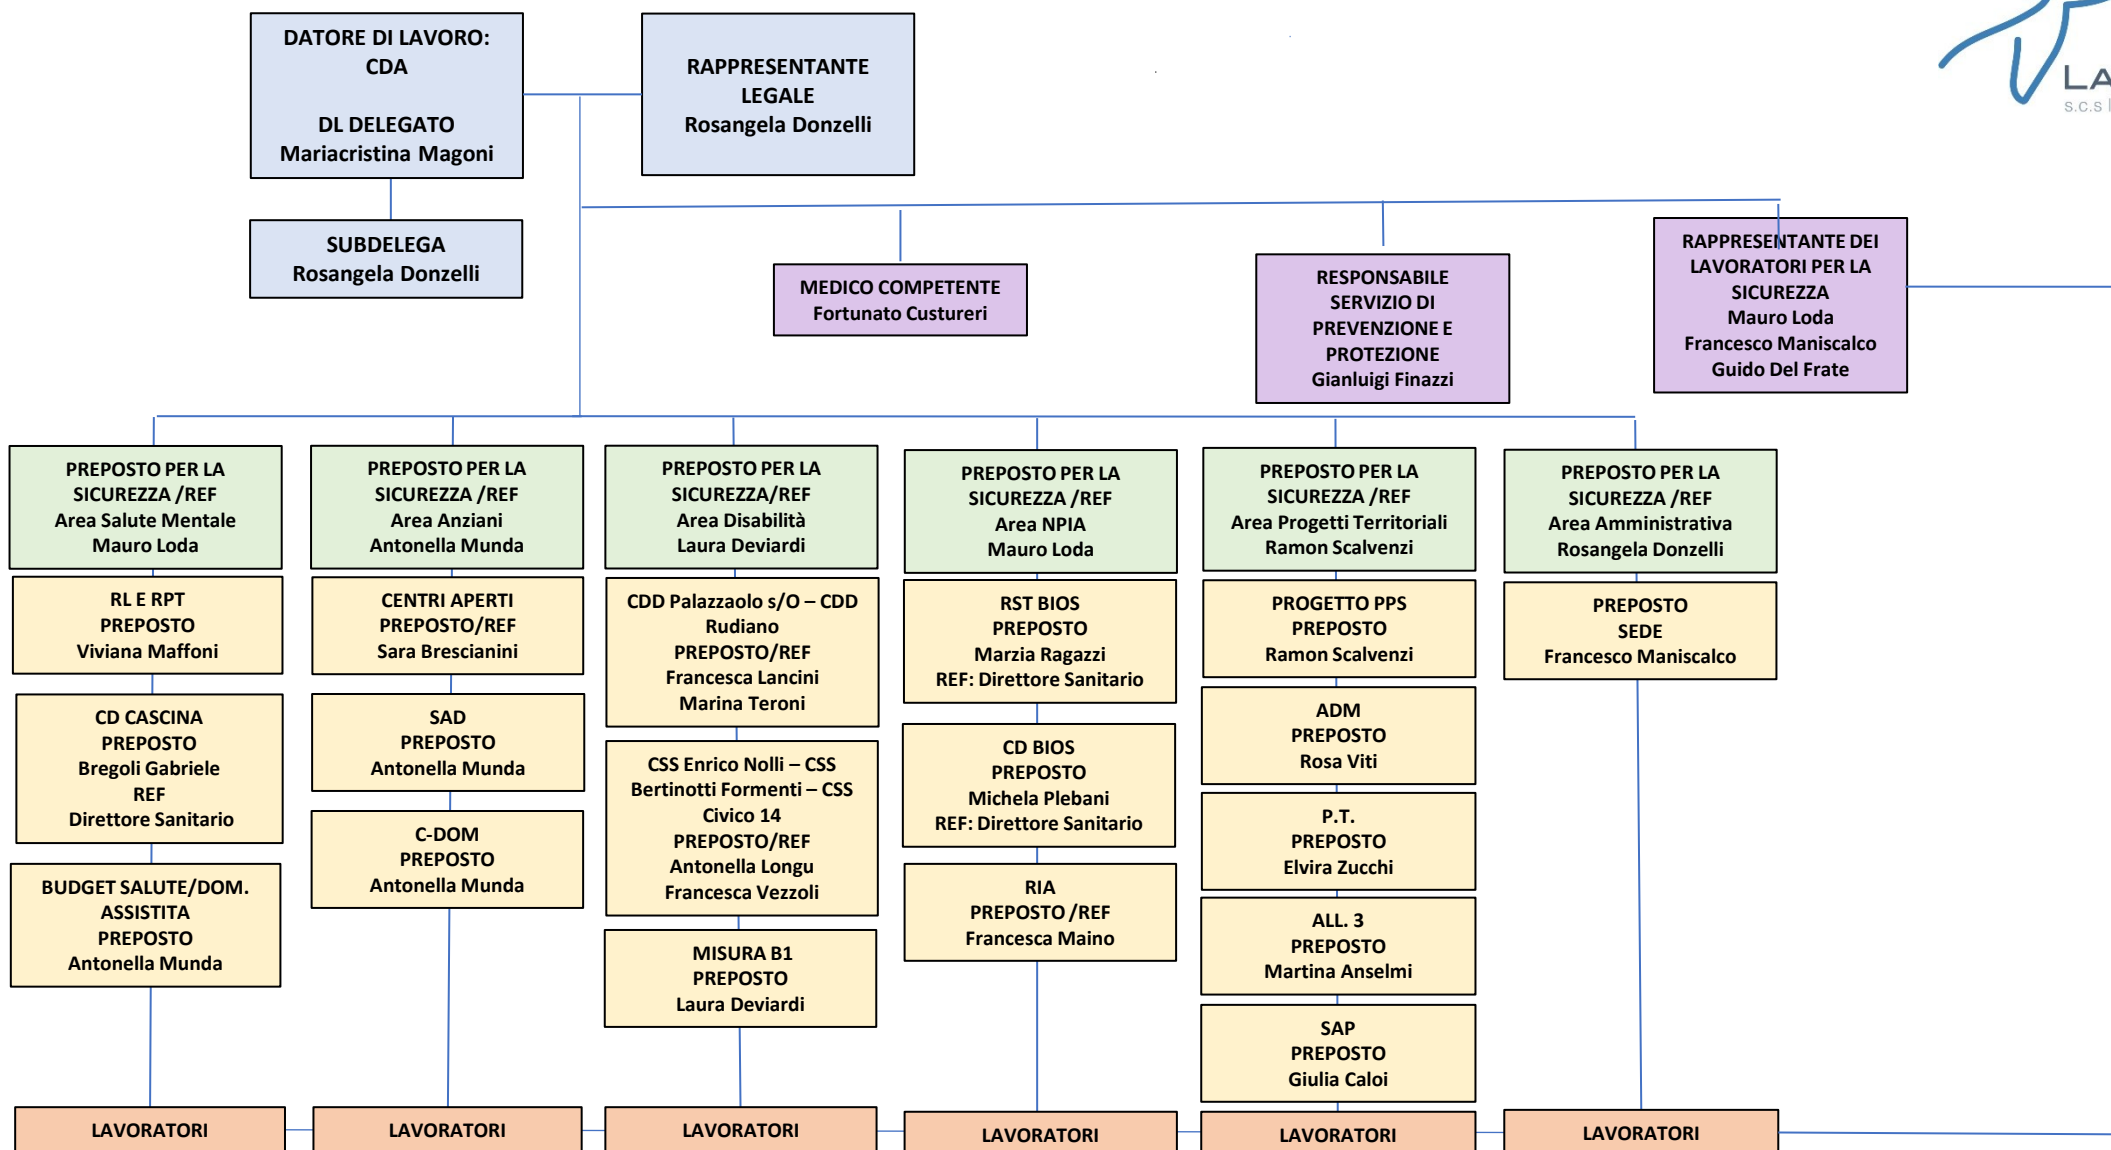 DATORE DI LAVORO:
CDA
DL DELEGATO
Mariacristina Magoni
RAPPRESENTANTE
LEGALE
Rosangela Donzelli
LA
s.c.s
SUBDELEGA
Rosangela Donzelli
MEDICO COMPETENTE
Fortunato Custureri
RESPONSABILE
SERVIZIO DI
PREVENZIONE E
PROTEZIONE
Gianluigi Finazzi
RAPPRESENTANTE DEI
LAVORATORI PER LA
SICUREZZA
Mauro Loda
Francesco Maniscalco
Guido Del Frate
PREPOSTO PER LA
SICUREZZA /REF
Area Salute Mentale
Mauro Loda
RL E RPT
PREPOSTO
Viviana Maffoni
CD CASCINA
PREPOSTO
Bregoli Gabriele
REF
Direttore Sanitario
BUDGET SALUTE/DOM.
ASSISTITA
PREPOSTO
Antonella Munda
LAVORATORI
PREPOSTO PER LA
SICUREZZA /REF
Area Anziani
Antonella Munda
CENTRI APERTI
PREPOSTO/REF
Sara Brescianini
SAD
PREPOSTO
Antonella Munda
C-DOM
PREPOSTO
Antonella Munda
LAVORATORI
PREPOSTO PER LA
SICUREZZA/REF
Area Disabilità
Laura Deviardi
CDD Palazzaolo s/O – CDD
Rudiano
PREPOSTO/REF
Francesca Lancini
Marina Teroni
CSS Enrico Nolli – CSS
Bertinotti Formenti – CSS
Civico 14
PREPOSTO/REF
Antonella Longu
Francesca Vezzoli
MISURA B1
PREPOSTO
Laura Deviardi
LAVORATORI
PREPOSTO PER LA
SICUREZZA /REF
Area NPIA
Mauro Loda
RST BIOS
PREPOSTO
Marzia Ragazzi
REF: Direttore Sanitario
CD BIOS
PREPOSTO
Michela Plebani
REF: Direttore Sanitario
RIA
PREPOSTO /REF
Francesca Maino
LAVORATORI
PREPOSTO PER LA
SICUREZZA /REF
Area Progetti Territoriali
Ramon Scalvenzi
PROGETTO PPS
PREPOSTO
Ramon Scalvenzi
ADM
PREPOSTO
Rosa Viti
P.T.
PREPOSTO
Elvira Zucchi
ALL. 3
PREPOSTO
Martina Anselmi
SAP
PREPOSTO
Giulia Caloi
LAVORATORI
PREPOSTO PER LA
SICUREZZA /REF
Area Amministrativa
Rosangela Donzelli
PREPOSTO
SEDE
Francesco Maniscalco
LAVORATORI